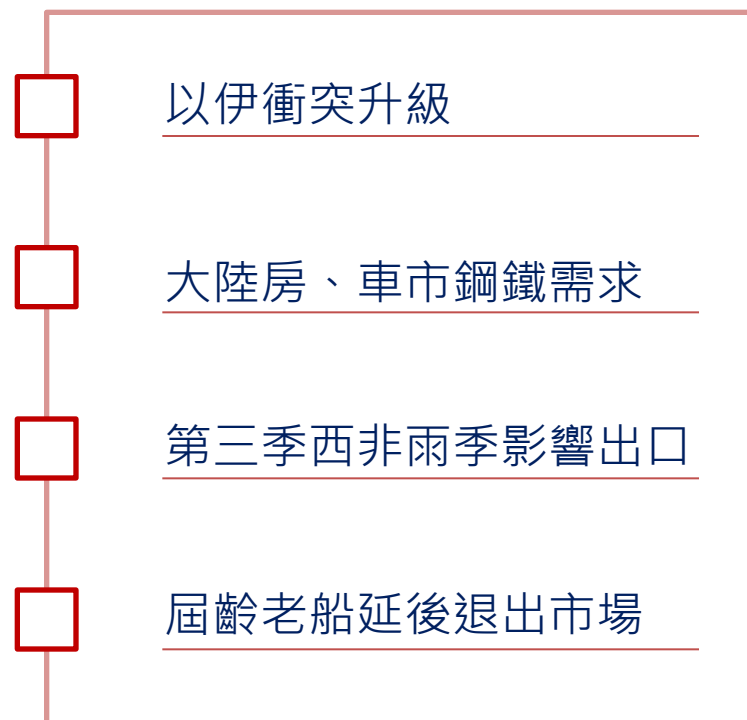 以伊衝突升級
大陸房、車市鋼鐵需求
第三季西非雨季影響出口
屆齡老船延後退出市場